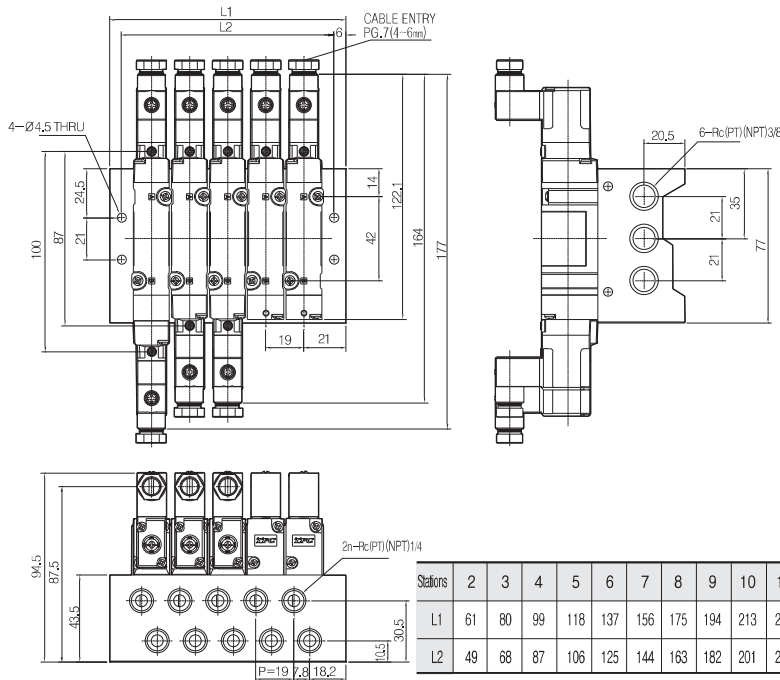 L1
L2
6
CABLE ENTRY
PG.7(4~6mm)
4-Ø4.5 THRU
24.5
21
87
100
14
42
122.1
164
177
19
21
20.5
6-Rc(PT)(NPT)3/8
21
21
35
77
94.5
87.5
43.5
2n-Rc(PT)(NPT)1/4
30.5
10.5
P=19
7.8
18.2
Stations 2 3 4 5 6 7 8 9 10
L1 61 80 99 118 137 156 175 194 213
L2 49 68 87 106 125 144 163 182 201